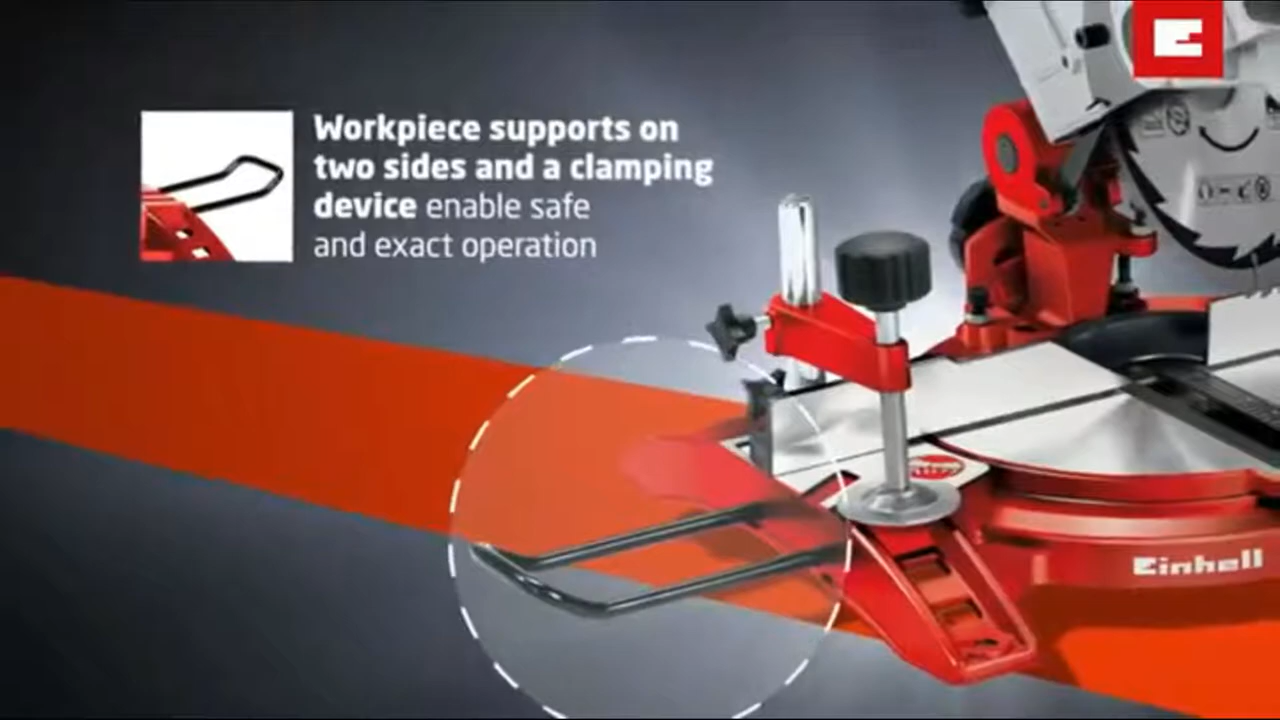 Workpiece supports on
two sides and a clamping
device enable safe
and exact operation
Einhell